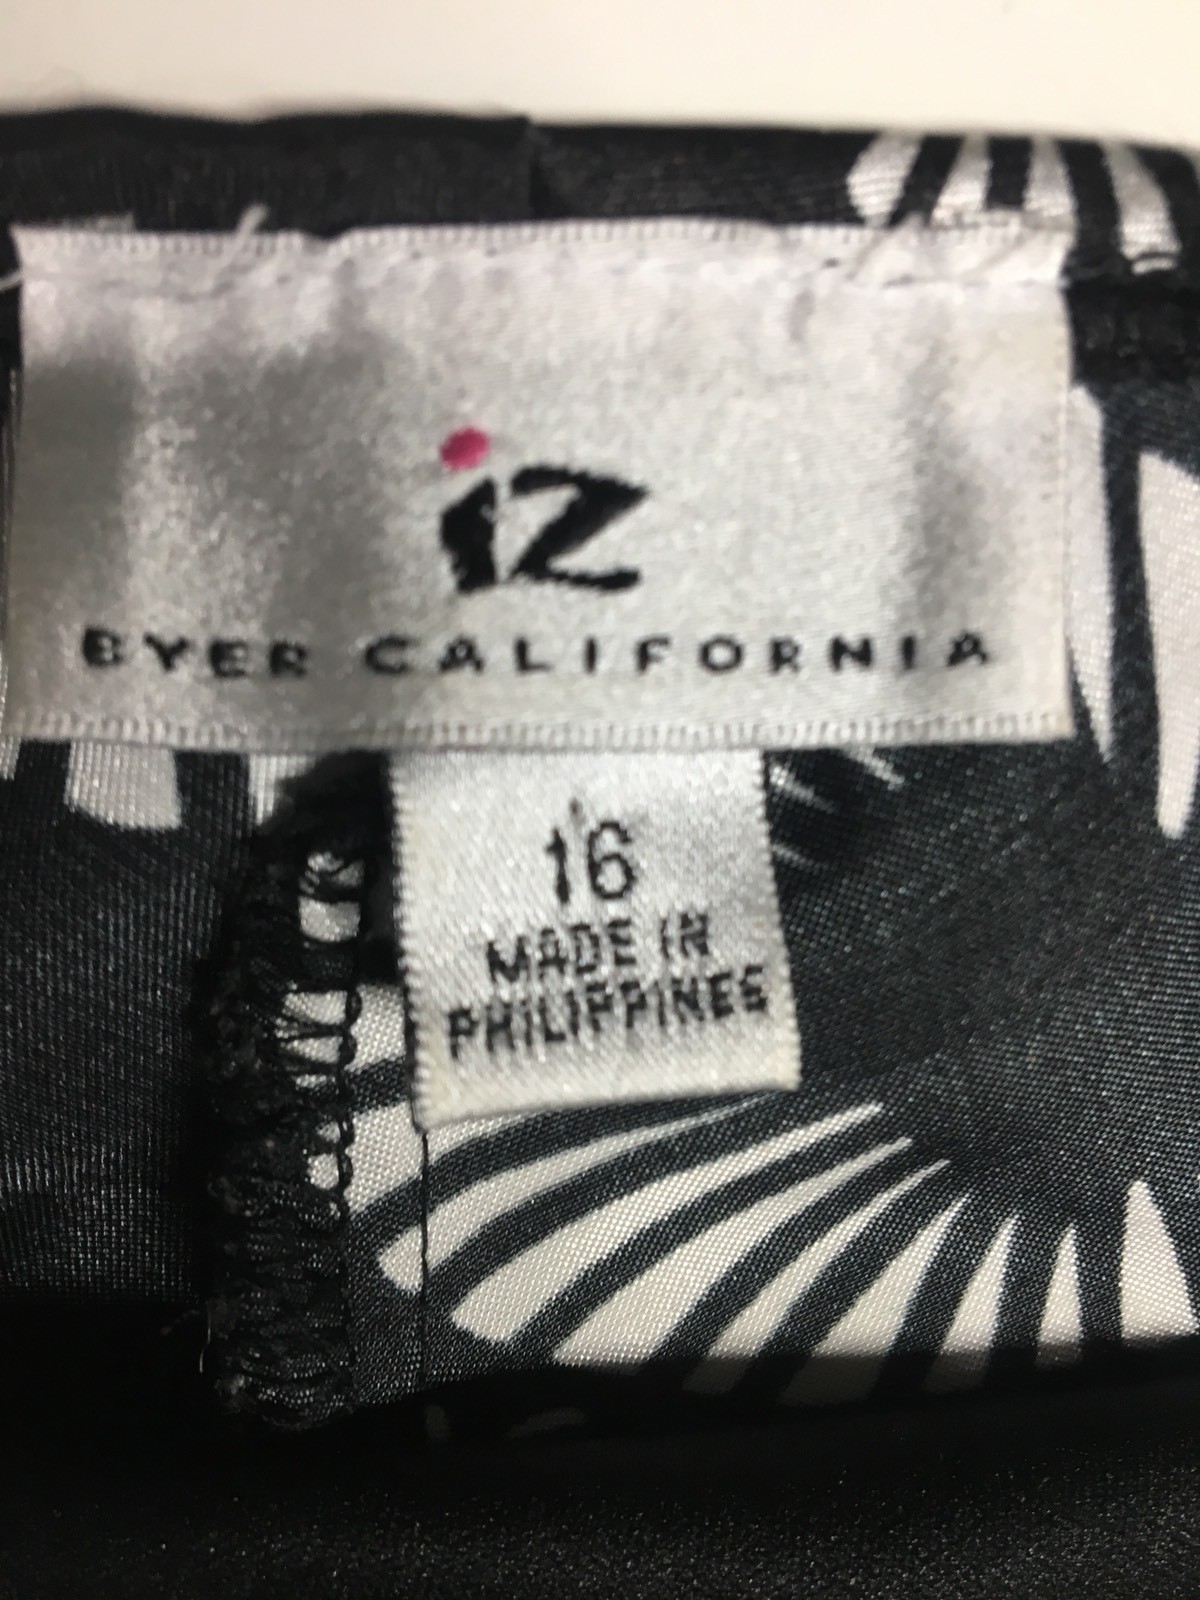 iz
BYER CALIFORNIA
16
MADE IN
PHILIPPINES